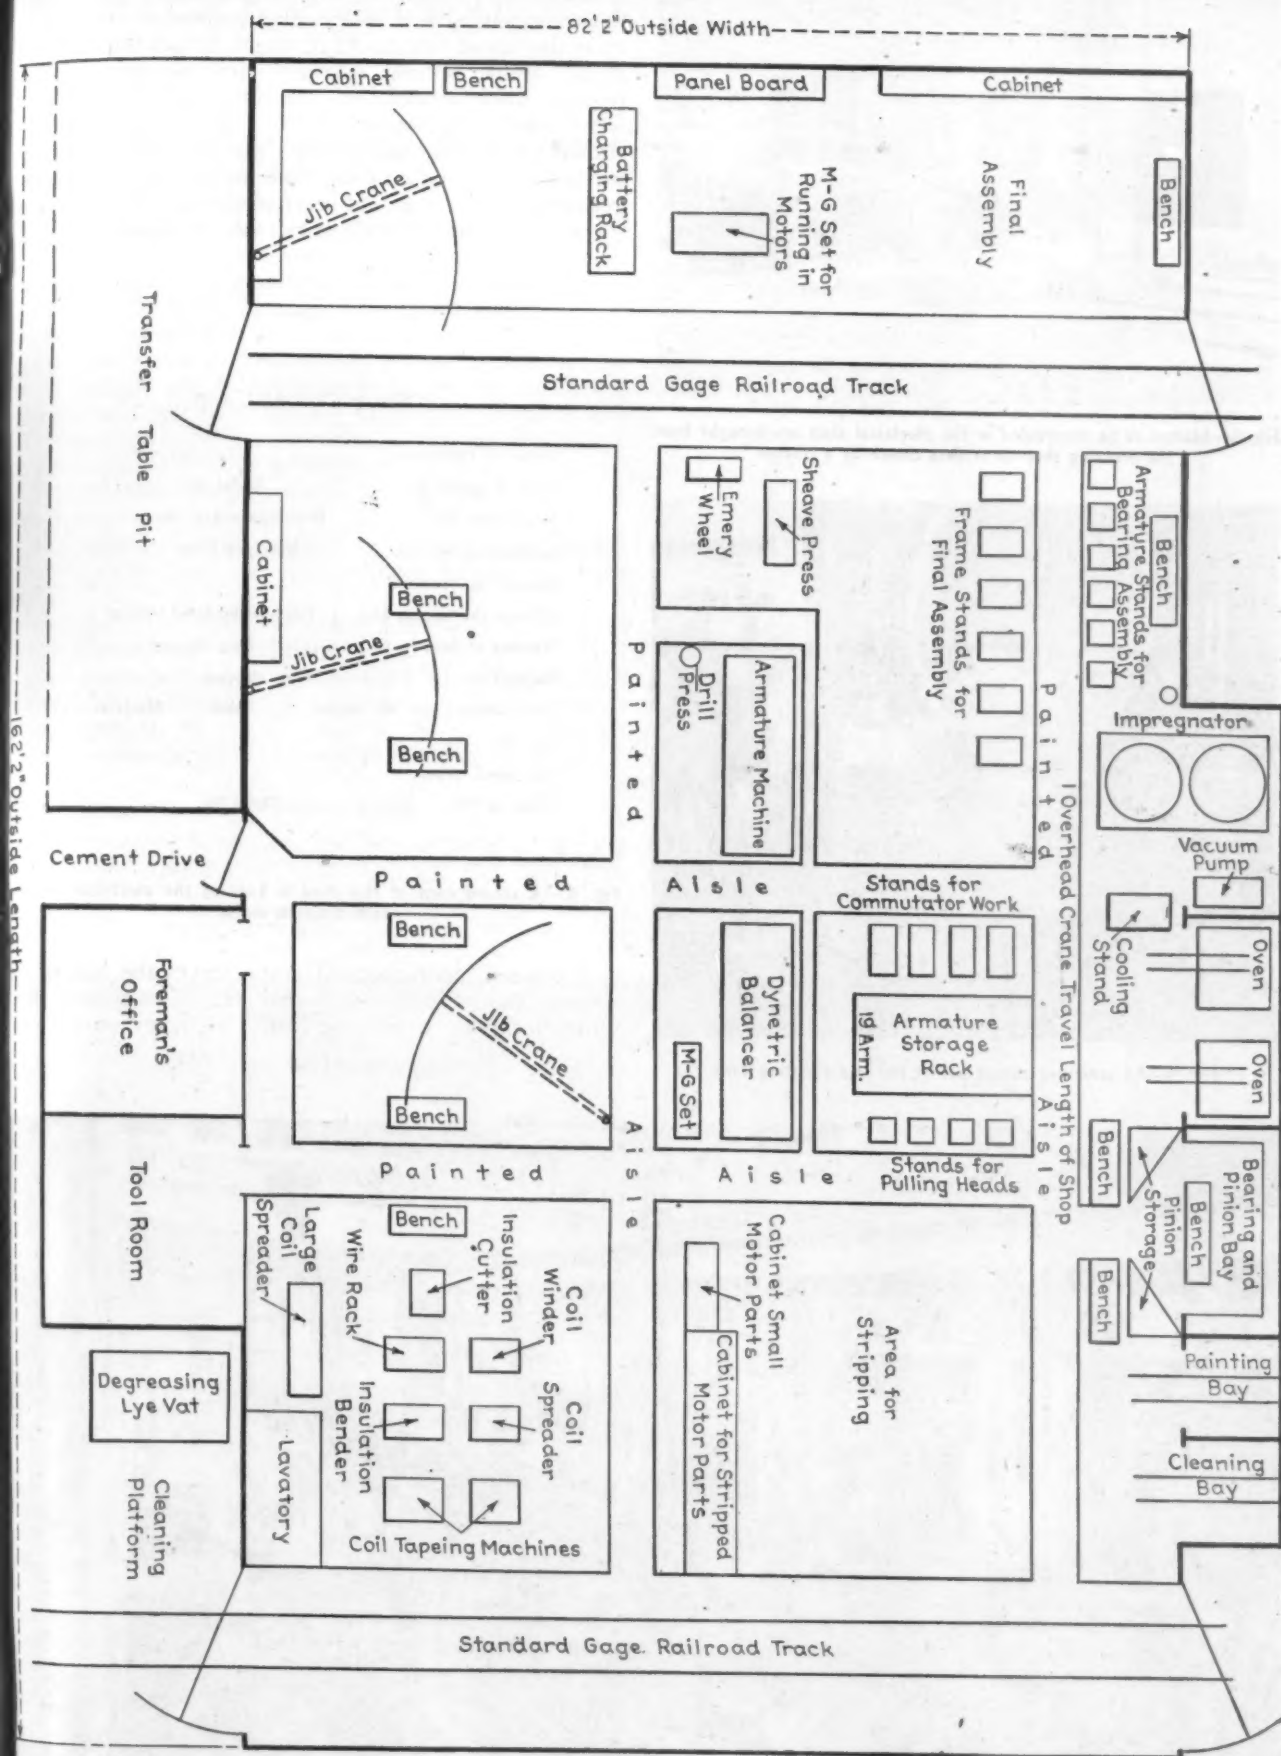 82'2" Outside Width
Cabinet
Bench
Panel Board
Cabinet
Battery
Charging Rack
M-G Set for
Running in
Motors
Final
Assembly
Bench
Jib Crane
Transfer Table Pit
Standard Gage Railroad Track
Cabinet
Bench
Jib Crane
Bench
Emery
Wheel
Sheave Press
Frame Stands for
Final Assembly
Armature Stands for
Bearing Assembly
Bench
Painted
Drill
Press
Armature Machine
Painted
1 Overhead Crane Travel Length of Shop
Impregnator
Vacuum
Pump
162'2" Outside Length
Cement Drive
Painted Aisle
Stands for
Commutator Work
Cooling
Stand
Oven
Foreman's
Office
Bench
Jib Crane
Bench
Dynetric
Balancer
M-G Set
Armature
Storage
Rack
19 Arm.
Aisle
Oven
Aisle
Painted Aisle
Stands for
Pulling Heads
Bench
Pinion
Storage
Bench
Bearing and
Pinion Bay
Bench
Tool Room
Large
Coil
Spreader
Bench
Insulation
Cutter
Wire Rack
Coil
Winder
Cabinet Small
Motor Parts
Area for
Stripping
Painting
Bay
Degreasing
Lye Vat
Insulation
Bender
Coil
Spreader
Cabinet for Stripped
Motor Parts
Cleaning
Bay
Lavatory
Cleaning
Platform
Coil Tapeing Machines
Standard Gage Railroad Track